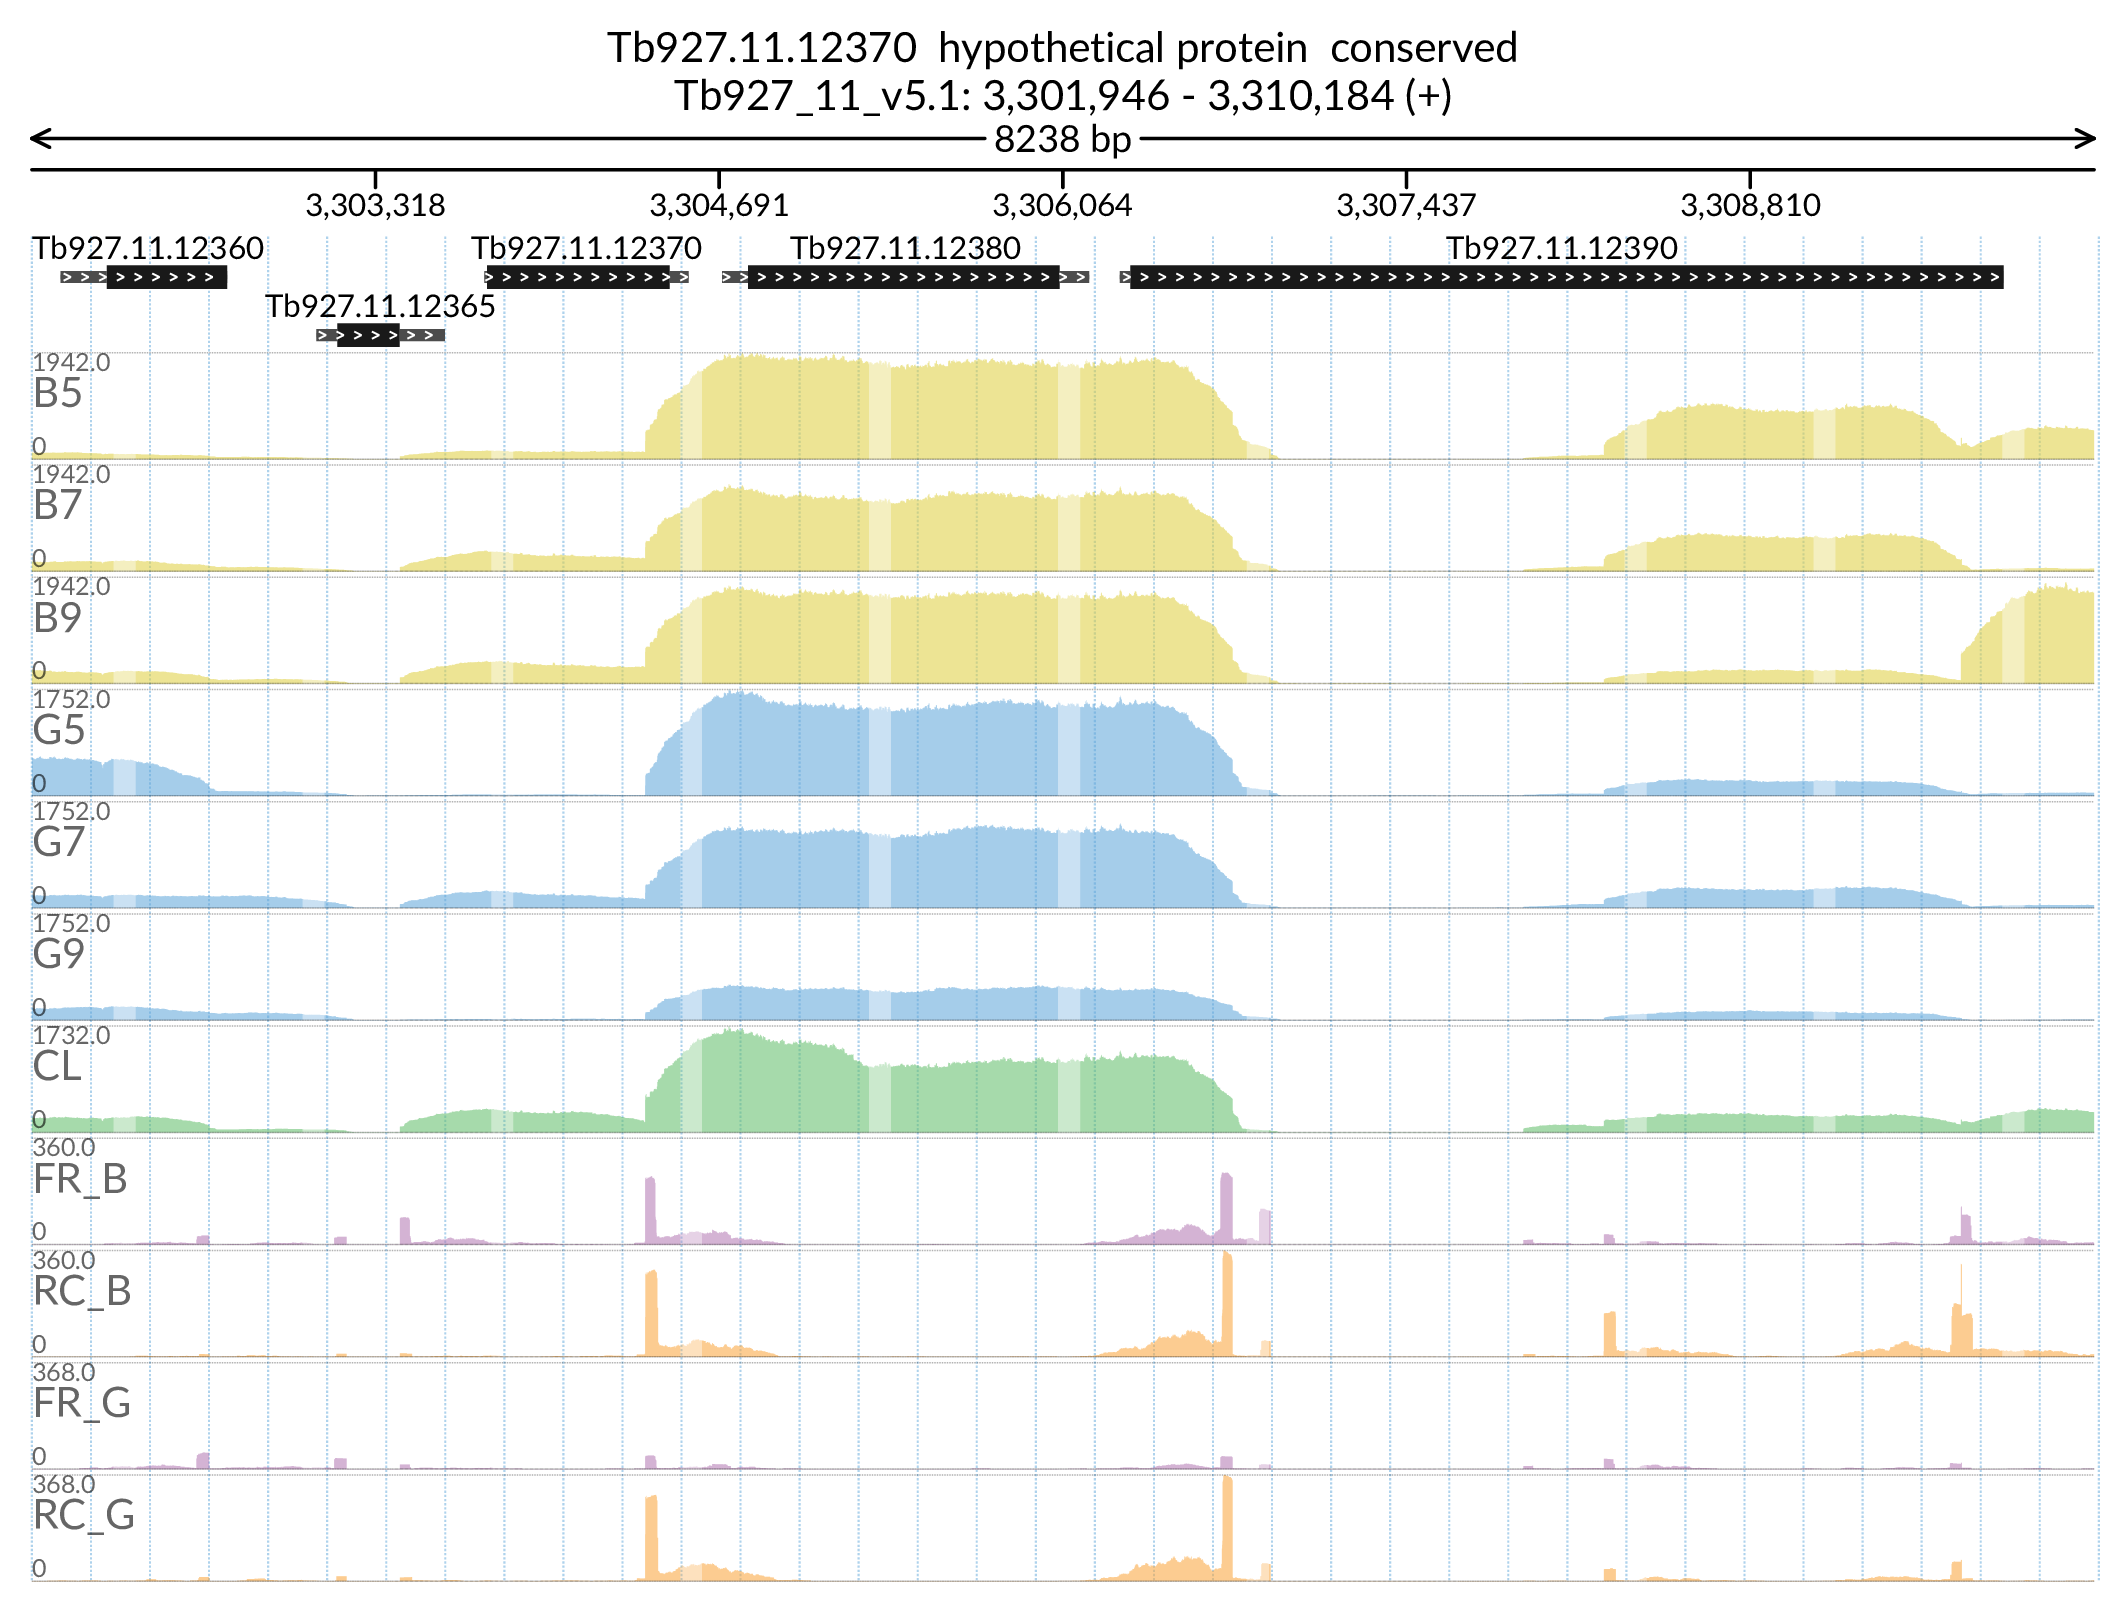 Tb927.11.12370  hypothetical protein  conserved
Tb927_11_v5.1: 3,301,946 - 3,310,184 (+)
8238 bp
3,303,318 3,304,691 3,306,064 3,307,437 3,308,810
Tb927.11.12360 Tb927.11.12370 Tb927.11.12380 Tb927.11.12390
Tb927.11.12365
1942.0
B5
0
1942.0
B7
0
1942.0
B9
0
1752.0
G5
0
1752.0
G7
0
1752.0
G9
0
1732.0
CL
0
360.0
FR_B
0
360.0
RC_B
0
368.0
FR_G
0
368.0
RC_G
0